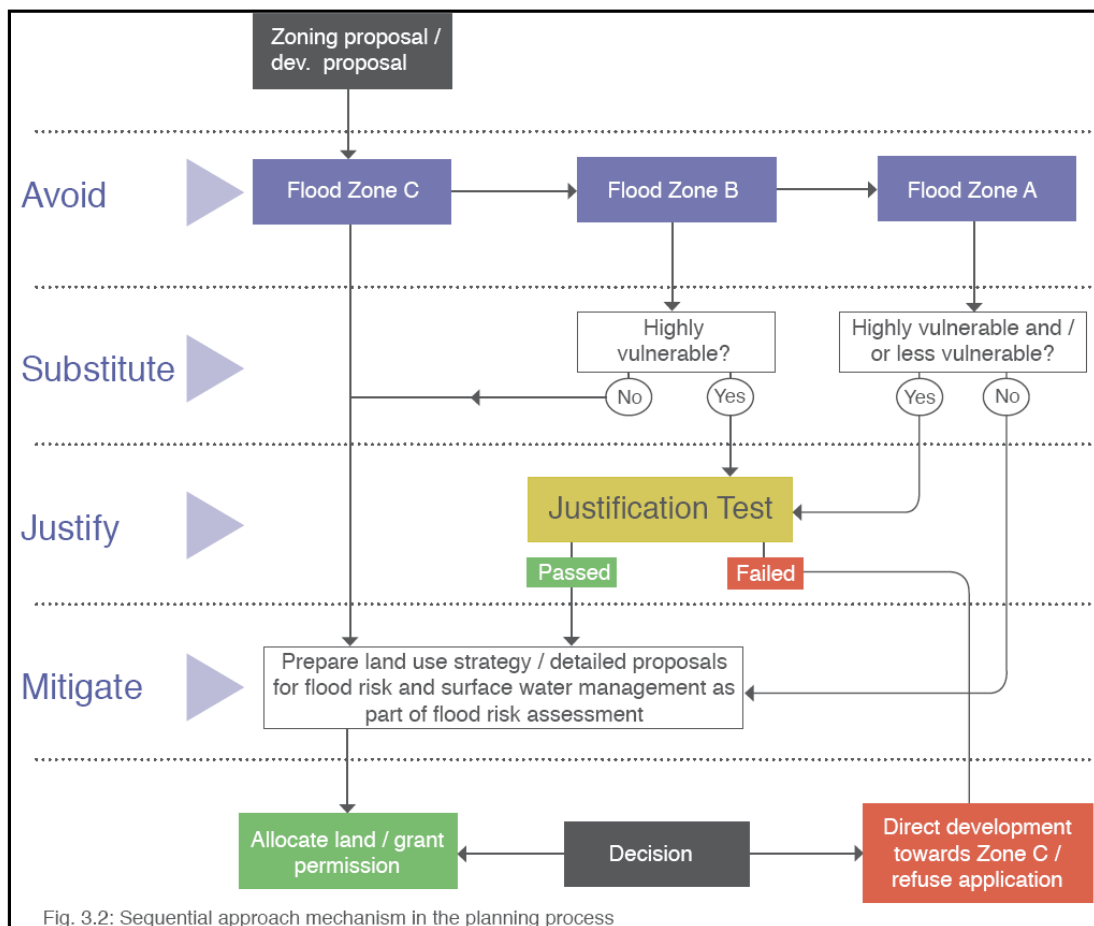 Zoning proposal /
dev. proposal
Avoid
Flood Zone C
Flood Zone B
Flood Zone A
Substitute
Highly
vulnerable?
Highly vulnerable and /
or less vulnerable?
No
Yes
Yes
No
Justify
Justification Test
Passed
Failed
Mitigate
Prepare land use strategy / detailed proposals
for flood risk and surface water management as
part of flood risk assessment
Allocate land / grant
permission
Decision
Direct development
towards Zone C /
refuse application
Fig. 3.2: Sequential approach mechanism in the planning process